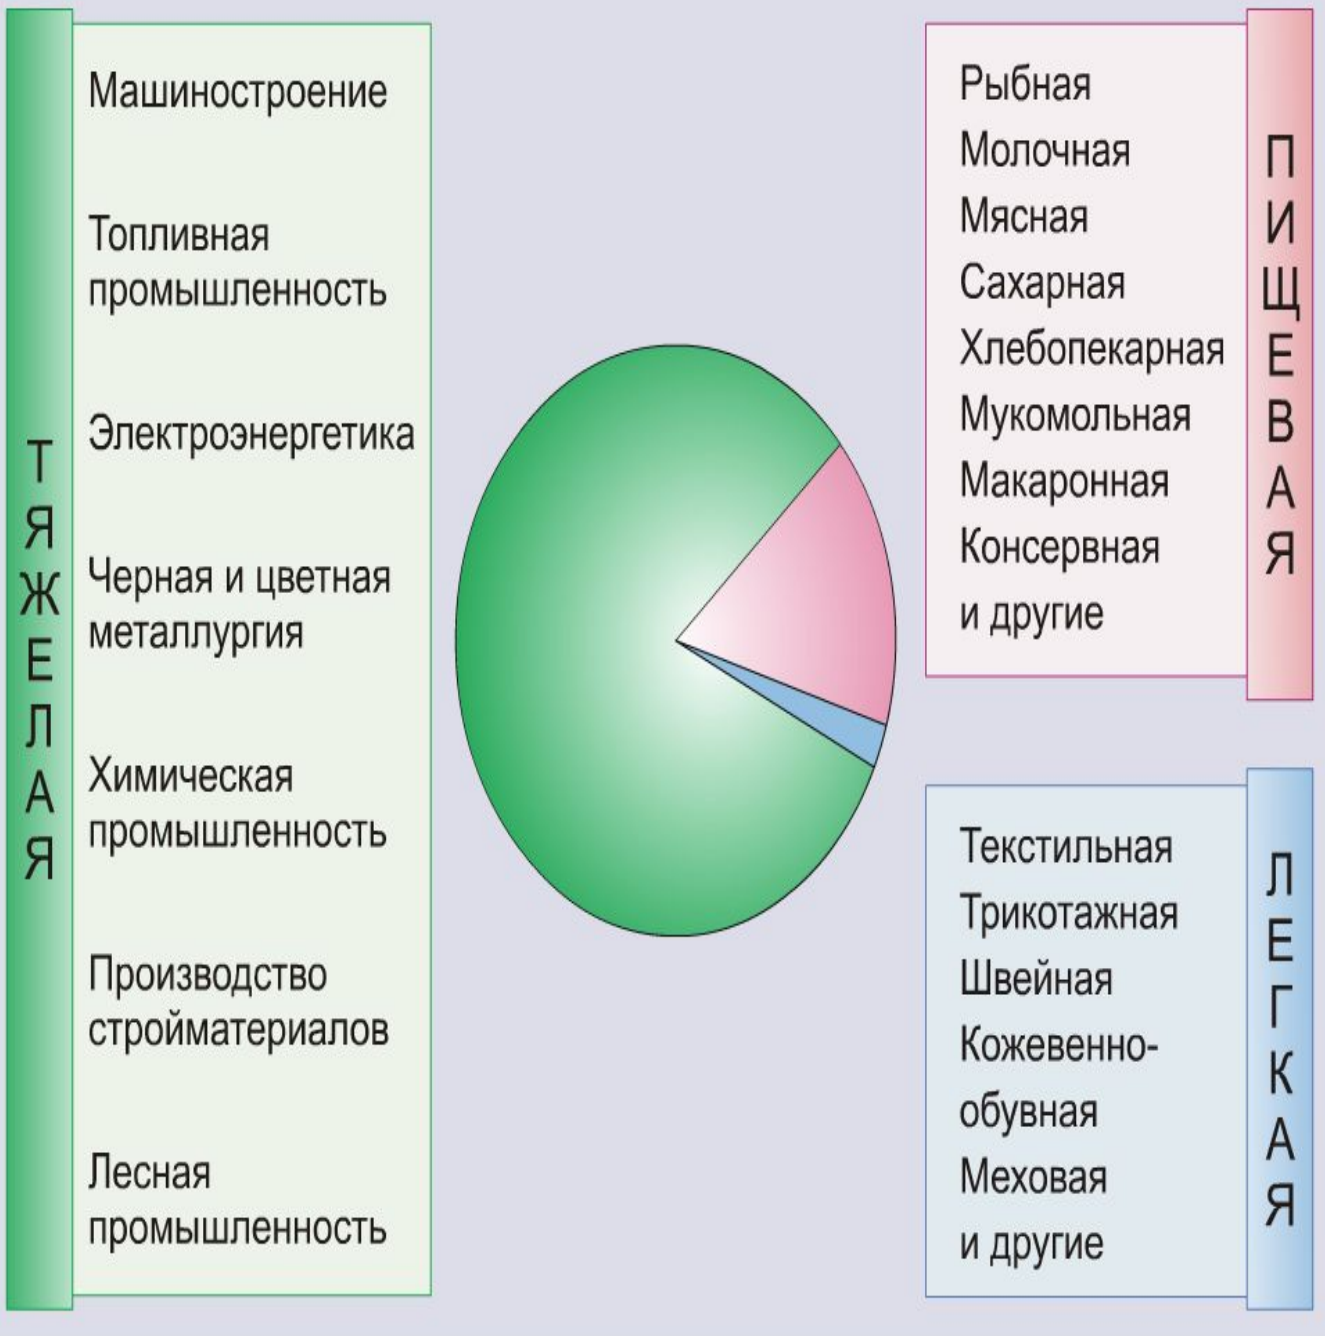 ТЯЖЕЛАЯ
Машиностроение
Топливная
промышленность
Электроэнергетика
Черная и цветная
металлургия
Химическая
промышленность
Производство
стройматериалов
Лесная
промышленность
ПИЩЕВАЯ
Рыбная
Молочная
Мясная
Сахарная
Хлебопекарная
Мукомольная
Макаронная
Консервная
и другие
ЛЕГКАЯ
Текстильная
Трикотажная
Швейная
Кожевенно-
обувная
Меховая
и другие